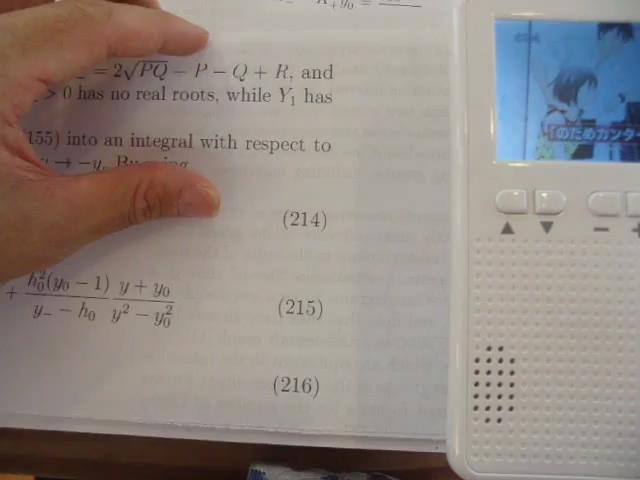 = 2√PQ − P − Q + R, and
> 0 has no real roots, while Y₁ has
155) into an integral with respect to
→ −y.
(214)
+ h₀²(y₀ − 1)/(y₋ − h₀) (y + y₀)/(y² − y₀²) (215)
(216)
「のだめカンタ
▲ ▼ − +